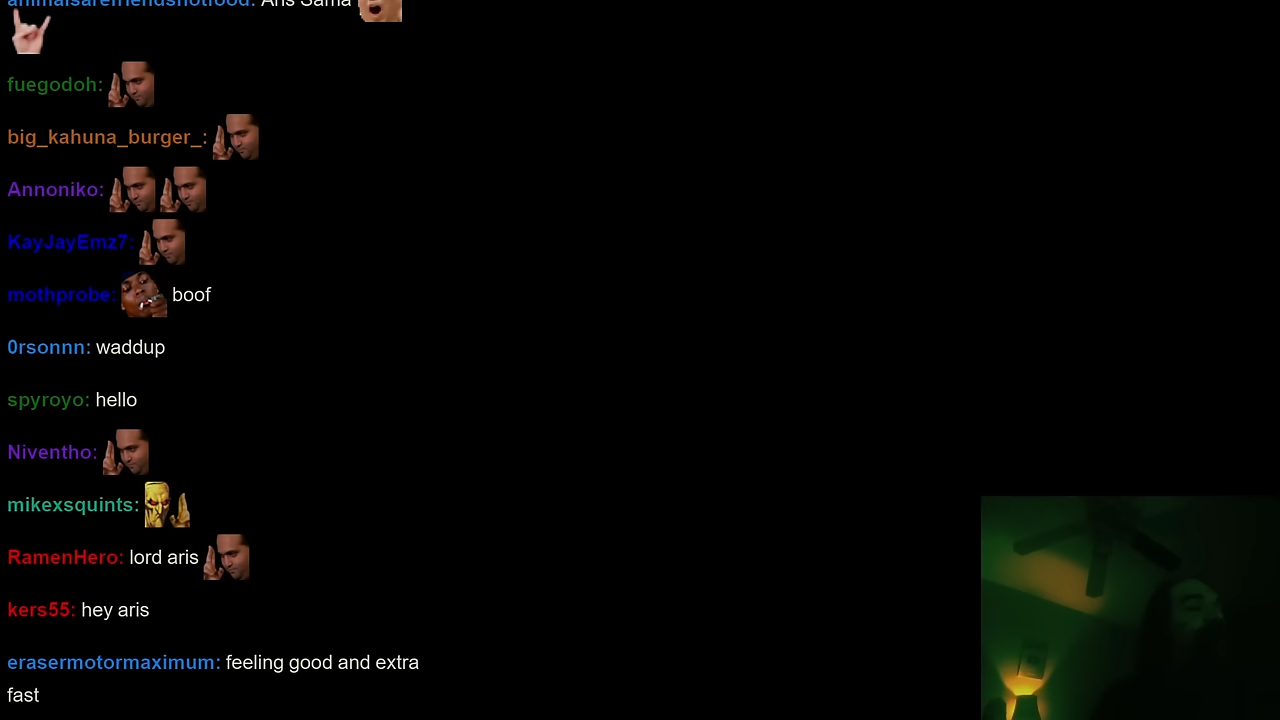 animalsarefriendsnotfood: Aris Sama
fuegodoh:
big_kahuna_burger_:
Annoniko:
KayJayEmz7:
mothprobe: boof
0rsonnn: waddup
spyroyo: hello
Niventho:
mikexsquints:
RamenHero: lord aris
kers55: hey aris
erasermotormaximum: feeling good and extra
fast